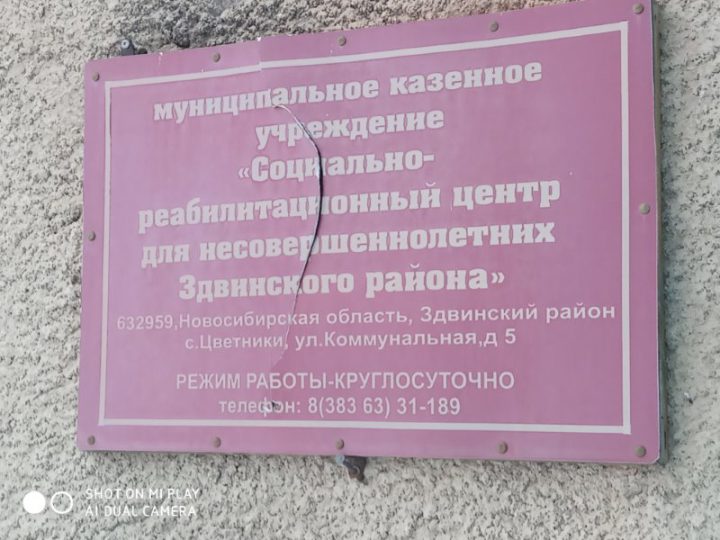 муниципальное казенное
учреждение
«Социально-
реабилитационный центр
для несовершеннолетних
Здвинского района»
632959,Новосибирская область, Здвинский район
с.Цветники, ул.Коммунальная,д 5
РЕЖИМ РАБОТЫ-КРУГЛОСУТОЧНО
телефон: 8(383 63) 31-189
SHOT ON MI PLAY
AI DUAL CAMERA